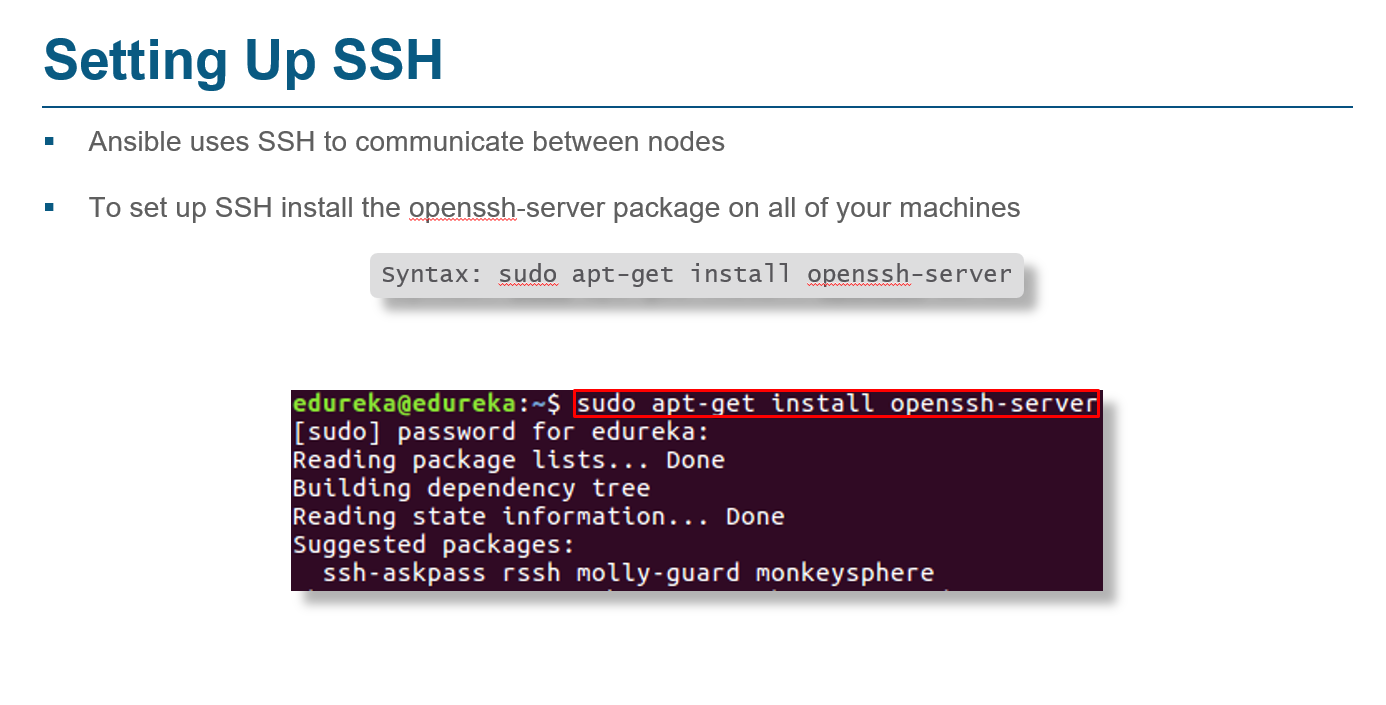 Setting Up SSH
Ansible uses SSH to communicate between nodes
To set up SSH install the openssh-server package on all of your machines
Syntax: sudo apt-get install openssh-server
edureka@edureka:~$ sudo apt-get install openssh-server
[sudo] password for edureka:
Reading package lists... Done
Building dependency tree
Reading state information... Done
Suggested packages:
  ssh-askpass rssh molly-guard monkeysphere